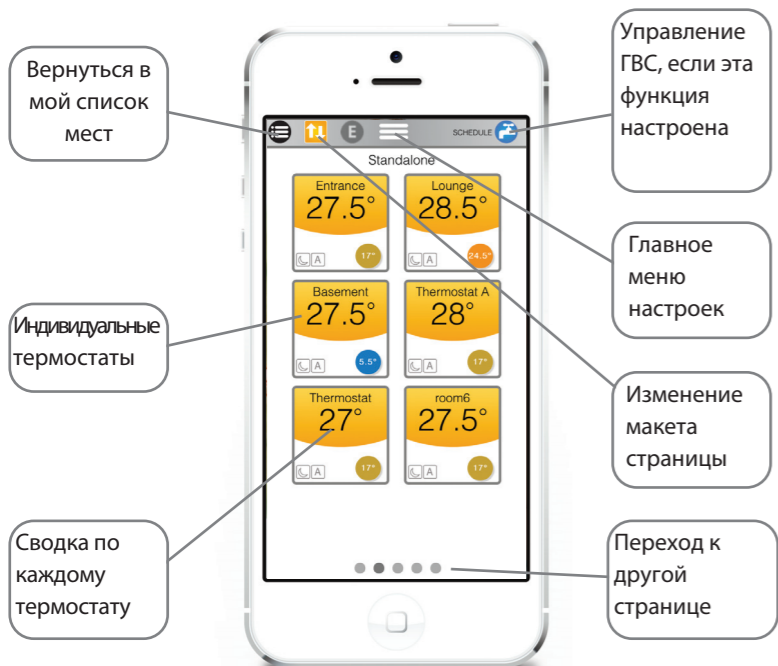 Вернуться в
мой список
мест
Управление
ГВС, если эта
функция
настроена
E
SCHEDULE
Standalone
Entrance
27.5°
A
17°
Lounge
28.5°
A
24.5°
Главное
меню
настроек
Индивидуальные
термостаты
Basement
27.5°
A
5.5°
Thermostat A
28°
A
17°
Изменение
макета
страницы
Thermostat
27°
A
17°
room6
27.5°
A
17°
Сводка по
каждому
термостату
Переход к
другой
странице